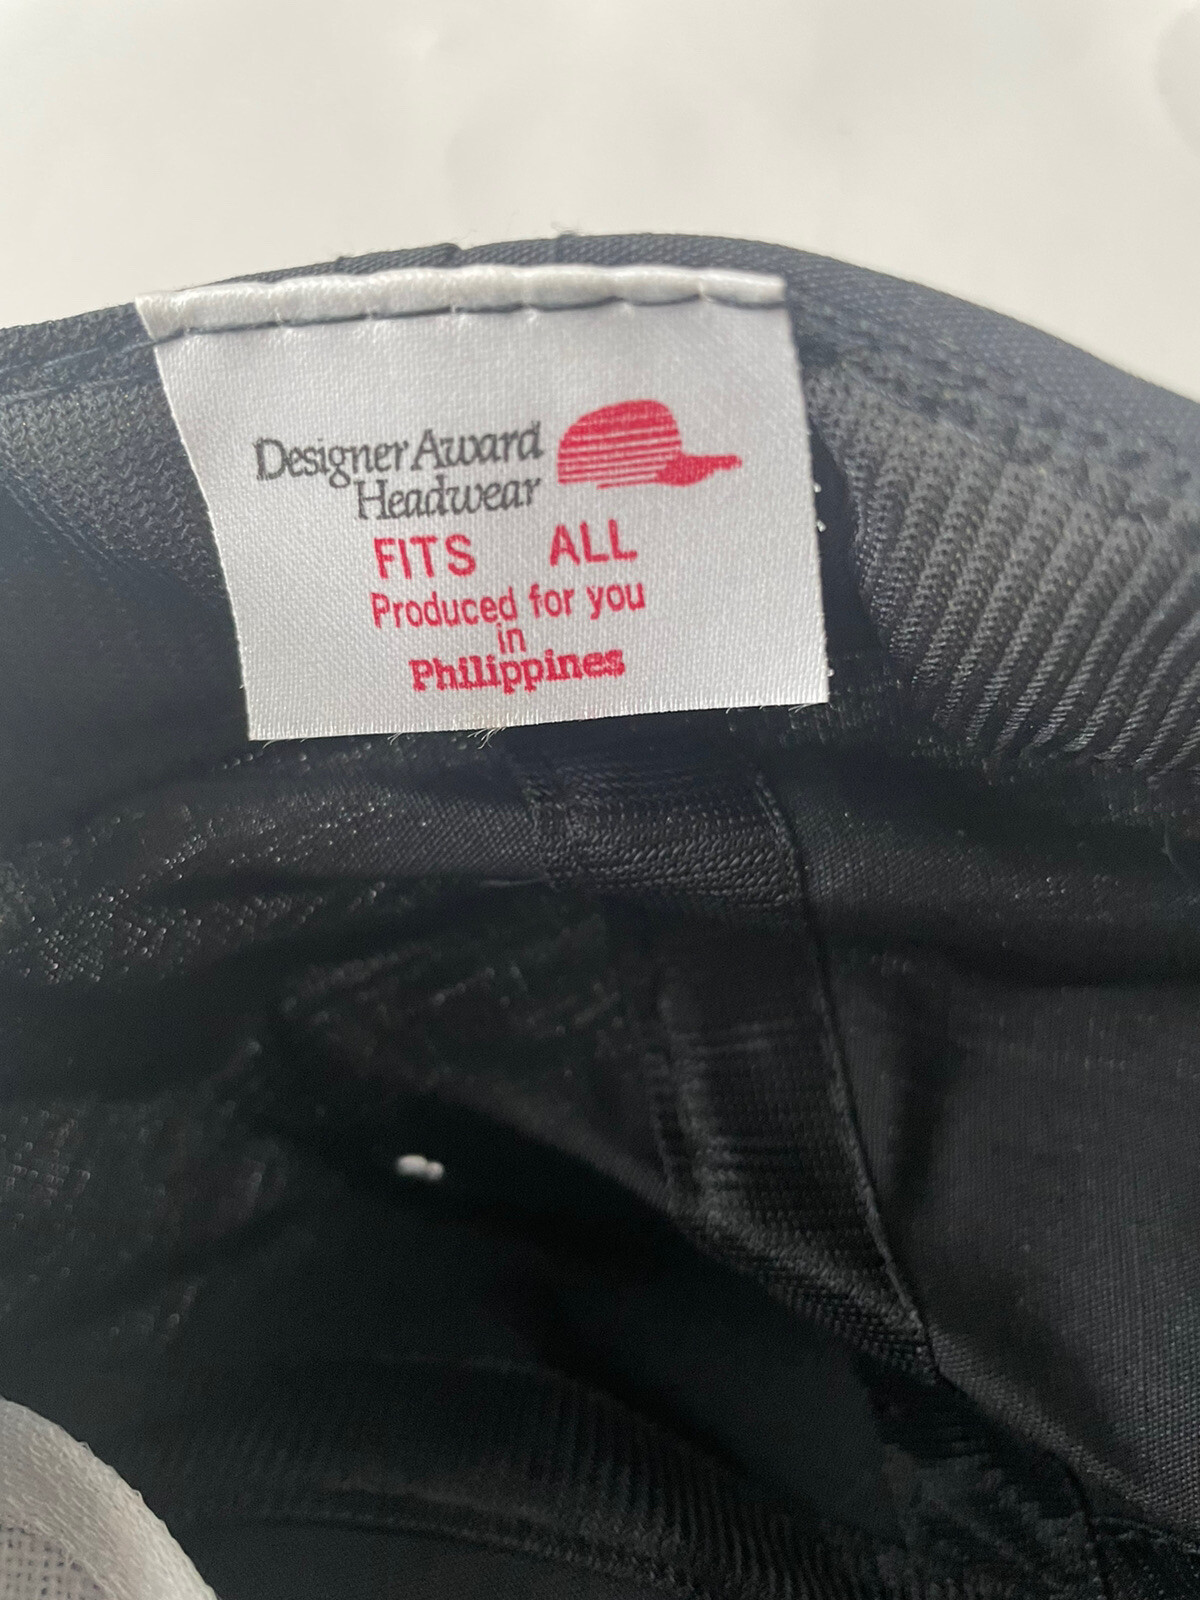 Designer Award
Headwear
FITS ALL
Produced for you
in
Philippines